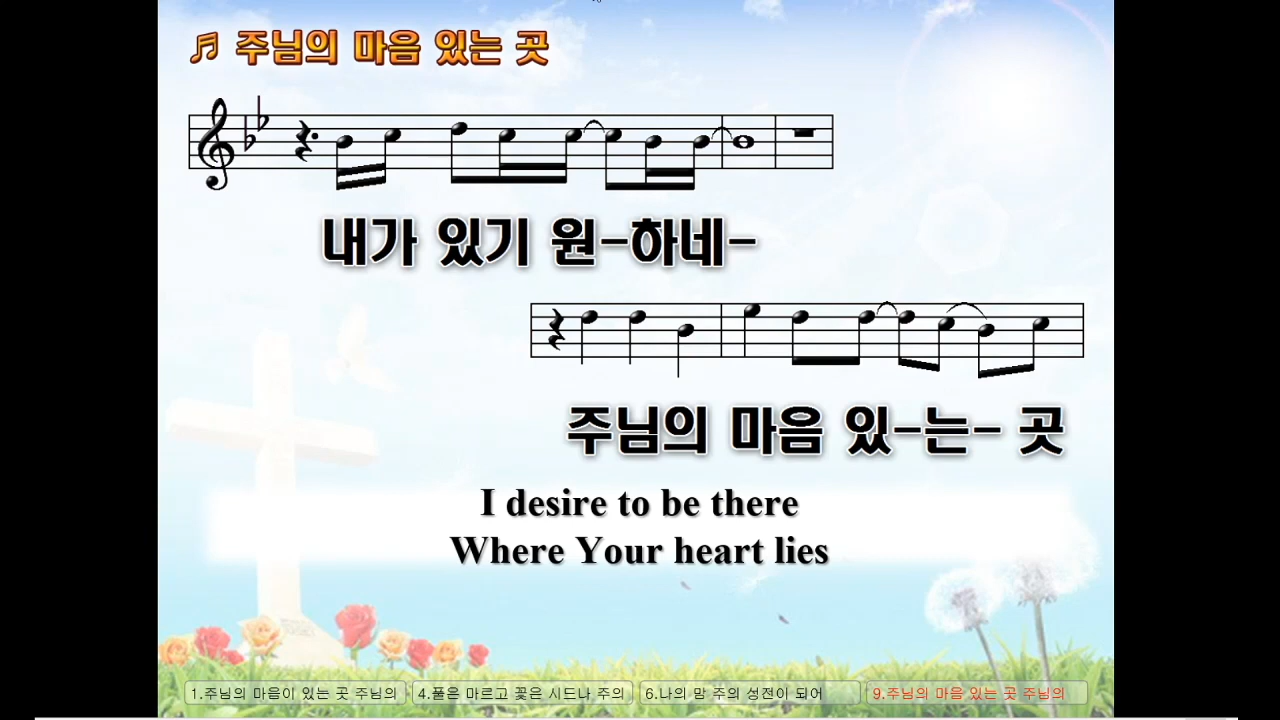 ♬ 주님의 마음 있는 곳
내가 있기 원-하네-
주님의 마음 있-는- 곳
I desire to be there
Where Your heart lies
1.주님의 마음이 있는 곳 주님의
4.풀은 마르고 꽃은 시드나 주의
6.나의 맘 주의 성전이 되어
9.주님의 마음 있는 곳 주님의